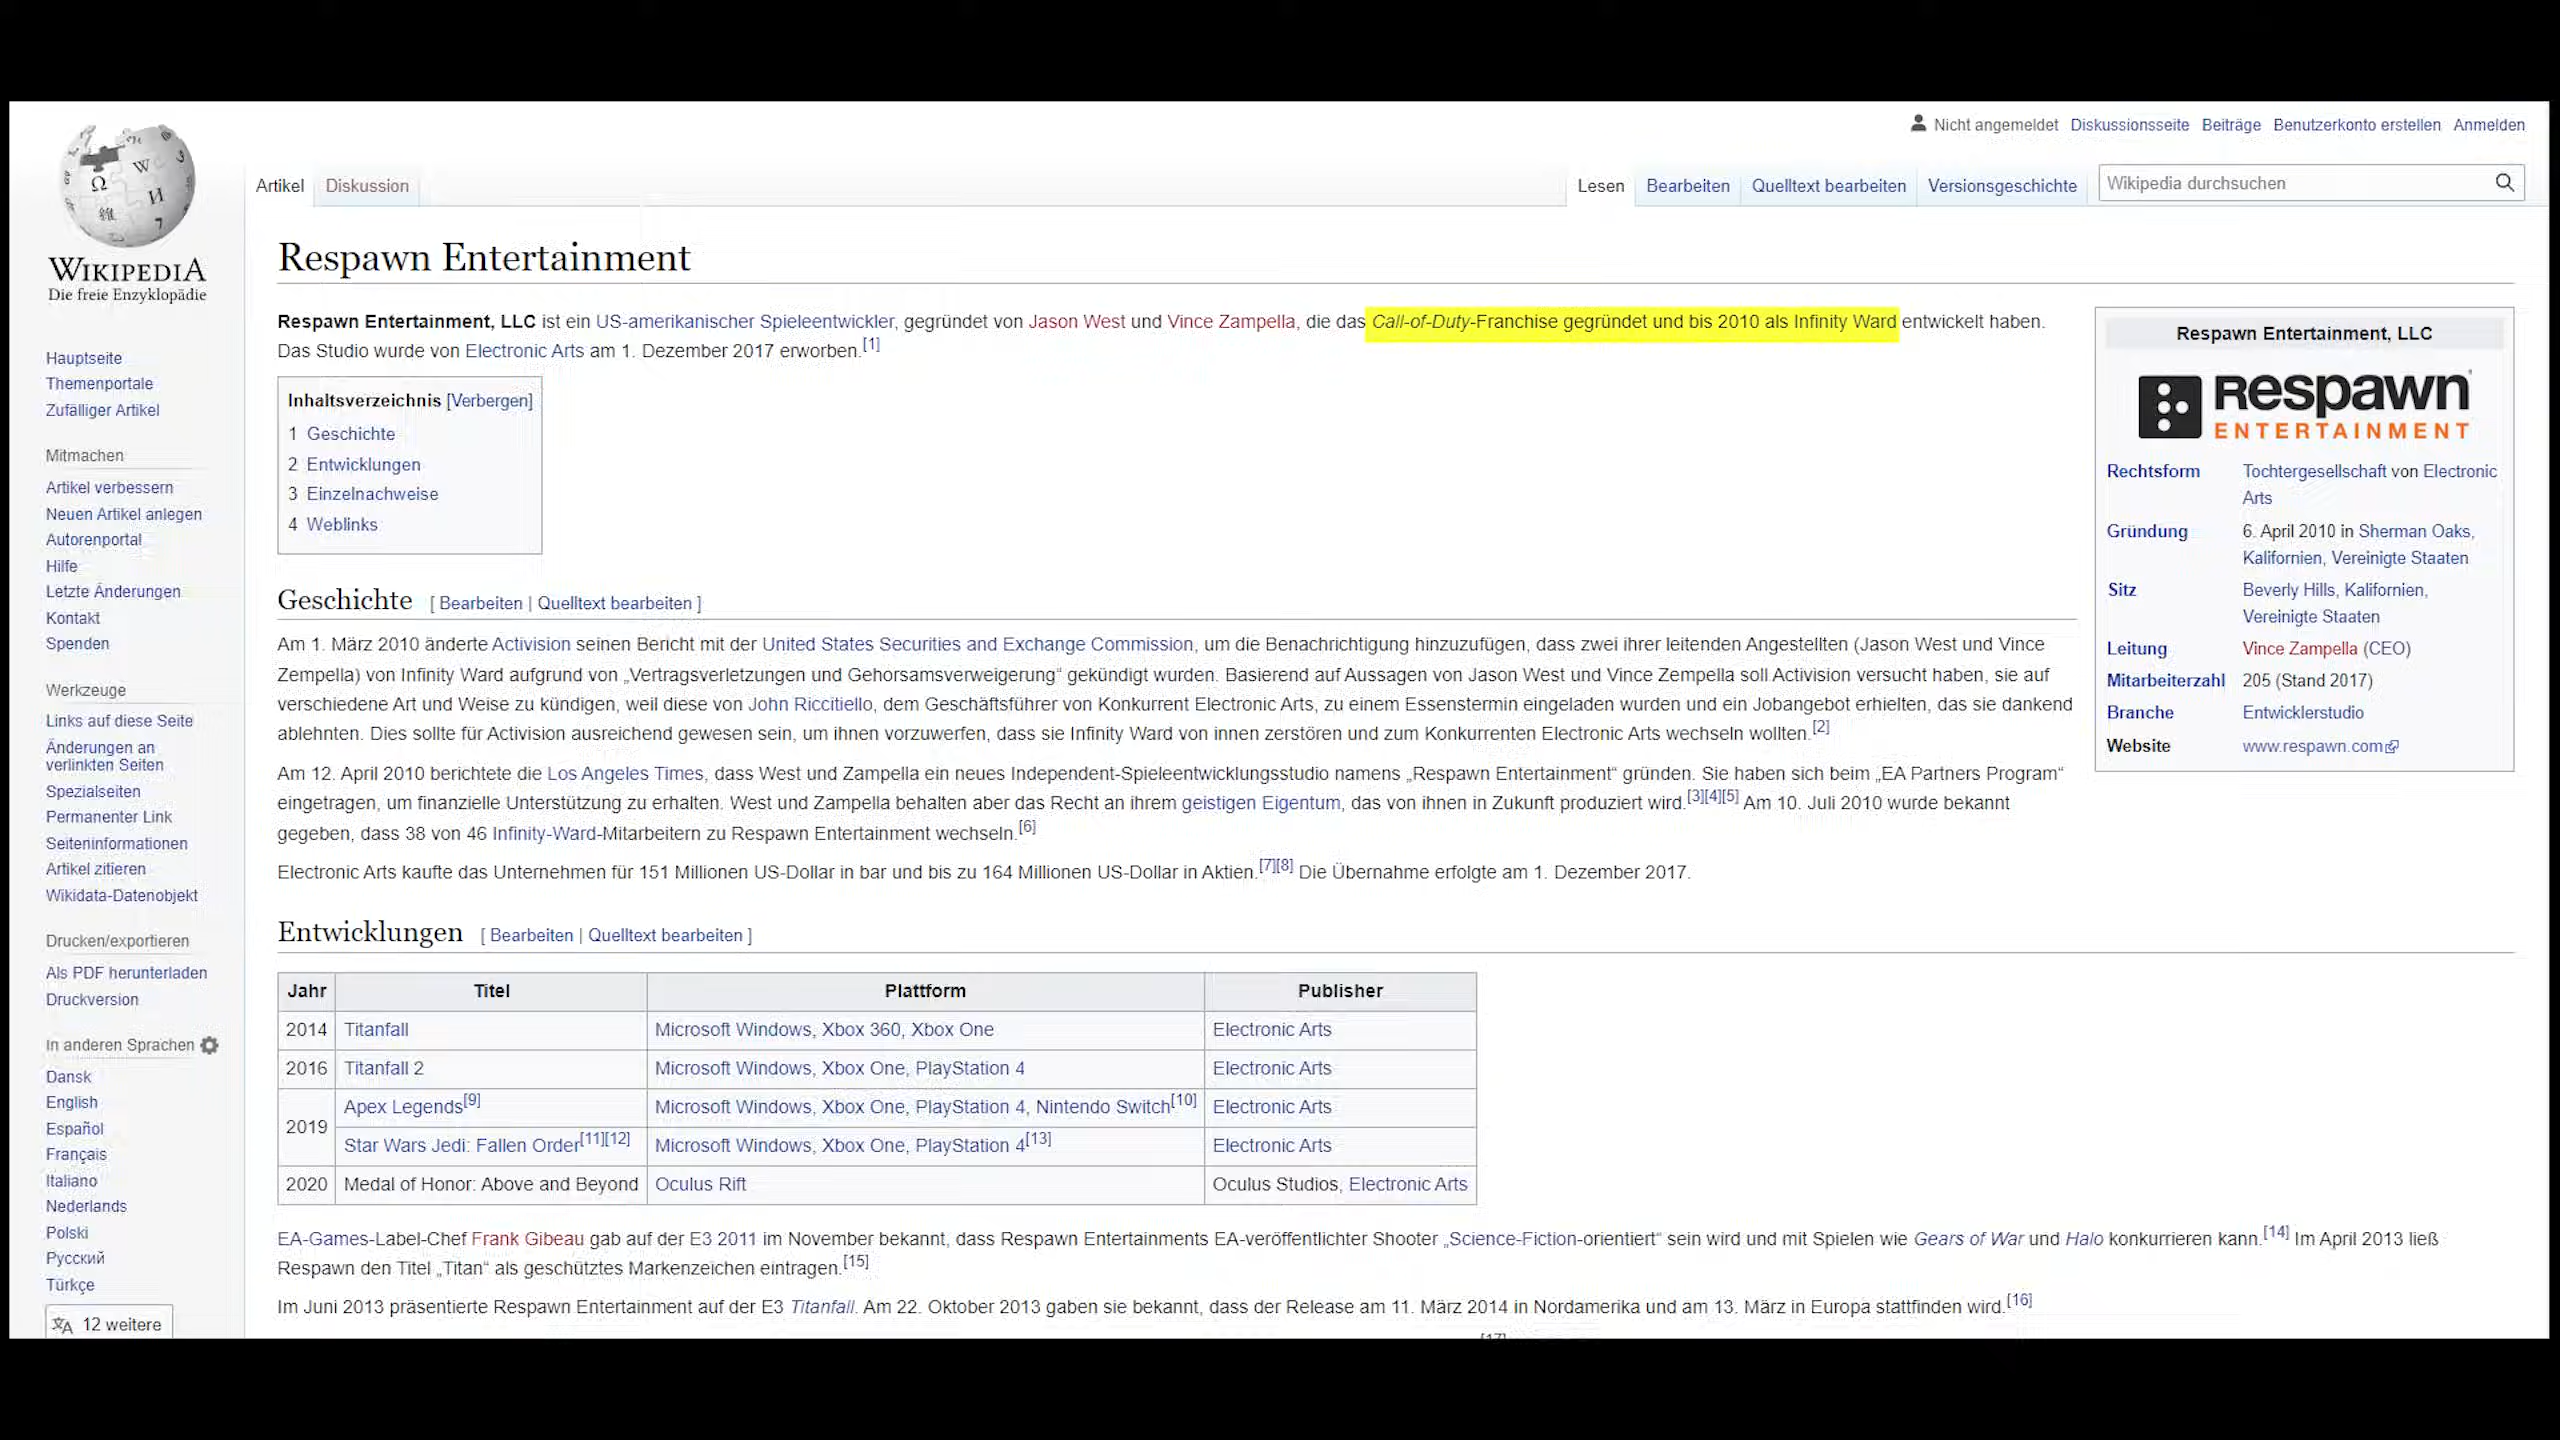 Nicht angemeldet Diskussionsseite Beiträge Benutzerkonto erstellen Anmelden
Artikel Diskussion Lesen Bearbeiten Quelltext bearbeiten Versionsgeschichte Wikipedia durchsuchen
WIKIPEDIA
Die freie Enzyklopädie
Hauptseite
Themenportale
Zufälliger Artikel
Mitmachen
Artikel verbessern
Neuen Artikel anlegen
Autorenportal
Hilfe
Letzte Änderungen
Kontakt
Spenden
Werkzeuge
Links auf diese Seite
Änderungen an
verlinkten Seiten
Spezialseiten
Permanenter Link
Seiteninformationen
Artikel zitieren
Wikidata-Datenobjekt
Drucken/exportieren
Als PDF herunterladen
Druckversion
In anderen Sprachen
Dansk
English
Español
Français
Italiano
Nederlands
Polski
Русский
Türkçe
12 weitere
Respawn Entertainment
Respawn Entertainment, LLC ist ein US-amerikanischer Spieleentwickler, gegründet von Jason West und Vince Zampella, die das Call-of-Duty-Franchise gegründet und bis 2010 als Infinity Ward entwickelt haben.
Das Studio wurde von Electronic Arts am 1. Dezember 2017 erworben.[1]
Inhaltsverzeichnis [Verbergen]
1 Geschichte
2 Entwicklungen
3 Einzelnachweise
4 Weblinks
Respawn Entertainment, LLC
Respawn
ENTERTAINMENT
Rechtsform Tochtergesellschaft von Electronic
Arts
Gründung 6. April 2010 in Sherman Oaks,
Kalifornien, Vereinigte Staaten
Sitz Beverly Hills, Kalifornien,
Vereinigte Staaten
Leitung Vince Zampella (CEO)
Mitarbeiterzahl 205 (Stand 2017)
Branche Entwicklerstudio
Website www.respawn.com
Geschichte [ Bearbeiten | Quelltext bearbeiten ]
Am 1. März 2010 änderte Activision seinen Bericht mit der United States Securities and Exchange Commission, um die Benachrichtigung hinzuzufügen, dass zwei ihrer leitenden Angestellten (Jason West und Vince
Zempella) von Infinity Ward aufgrund von „Vertragsverletzungen und Gehorsamsverweigerung“ gekündigt wurden. Basierend auf Aussagen von Jason West und Vince Zempella soll Activision versucht haben, sie auf
verschiedene Art und Weise zu kündigen, weil diese von John Riccitiello, dem Geschäftsführer von Konkurrent Electronic Arts, zu einem Essenstermin eingeladen wurden und ein Jobangebot erhielten, das sie dankend
ablehnten. Dies sollte für Activision ausreichend gewesen sein, um ihnen vorzuwerfen, dass sie Infinity Ward von innen zerstören und zum Konkurrenten Electronic Arts wechseln wollten.[2]
Am 12. April 2010 berichtete die Los Angeles Times, dass West und Zampella ein neues Independent-Spieleentwicklungsstudio namens „Respawn Entertainment“ gründen. Sie haben sich beim „EA Partners Program“
eingetragen, um finanzielle Unterstützung zu erhalten. West und Zampella behalten aber das Recht an ihrem geistigen Eigentum, das von ihnen in Zukunft produziert wird.[3][4][5] Am 10. Juli 2010 wurde bekannt
gegeben, dass 38 von 46 Infinity-Ward-Mitarbeitern zu Respawn Entertainment wechseln.[6]
Electronic Arts kaufte das Unternehmen für 151 Millionen US-Dollar in bar und bis zu 164 Millionen US-Dollar in Aktien.[7][8] Die Übernahme erfolgte am 1. Dezember 2017.
Entwicklungen [ Bearbeiten | Quelltext bearbeiten ]
Jahr Titel Plattform Publisher
2014 Titanfall Microsoft Windows, Xbox 360, Xbox One Electronic Arts
2016 Titanfall 2 Microsoft Windows, Xbox One, PlayStation 4 Electronic Arts
2019 Apex Legends[9] Microsoft Windows, Xbox One, PlayStation 4, Nintendo Switch[10] Electronic Arts
Star Wars Jedi: Fallen Order[11][12] Microsoft Windows, Xbox One, PlayStation 4[13] Electronic Arts
2020 Medal of Honor: Above and Beyond Oculus Rift Oculus Studios, Electronic Arts
EA-Games-Label-Chef Frank Gibeau gab auf der E3 2011 im November bekannt, dass Respawn Entertainments EA-veröffentlichter Shooter „Science-Fiction-orientiert“ sein wird und mit Spielen wie Gears of War und Halo konkurrieren kann.[14] Im April 2013 ließ
Respawn den Titel „Titan“ als geschütztes Markenzeichen eintragen.[15]
Im Juni 2013 präsentierte Respawn Entertainment auf der E3 Titanfall. Am 22. Oktober 2013 gaben sie bekannt, dass der Release am 11. März 2014 in Nordamerika und am 13. März in Europa stattfinden wird.[16]